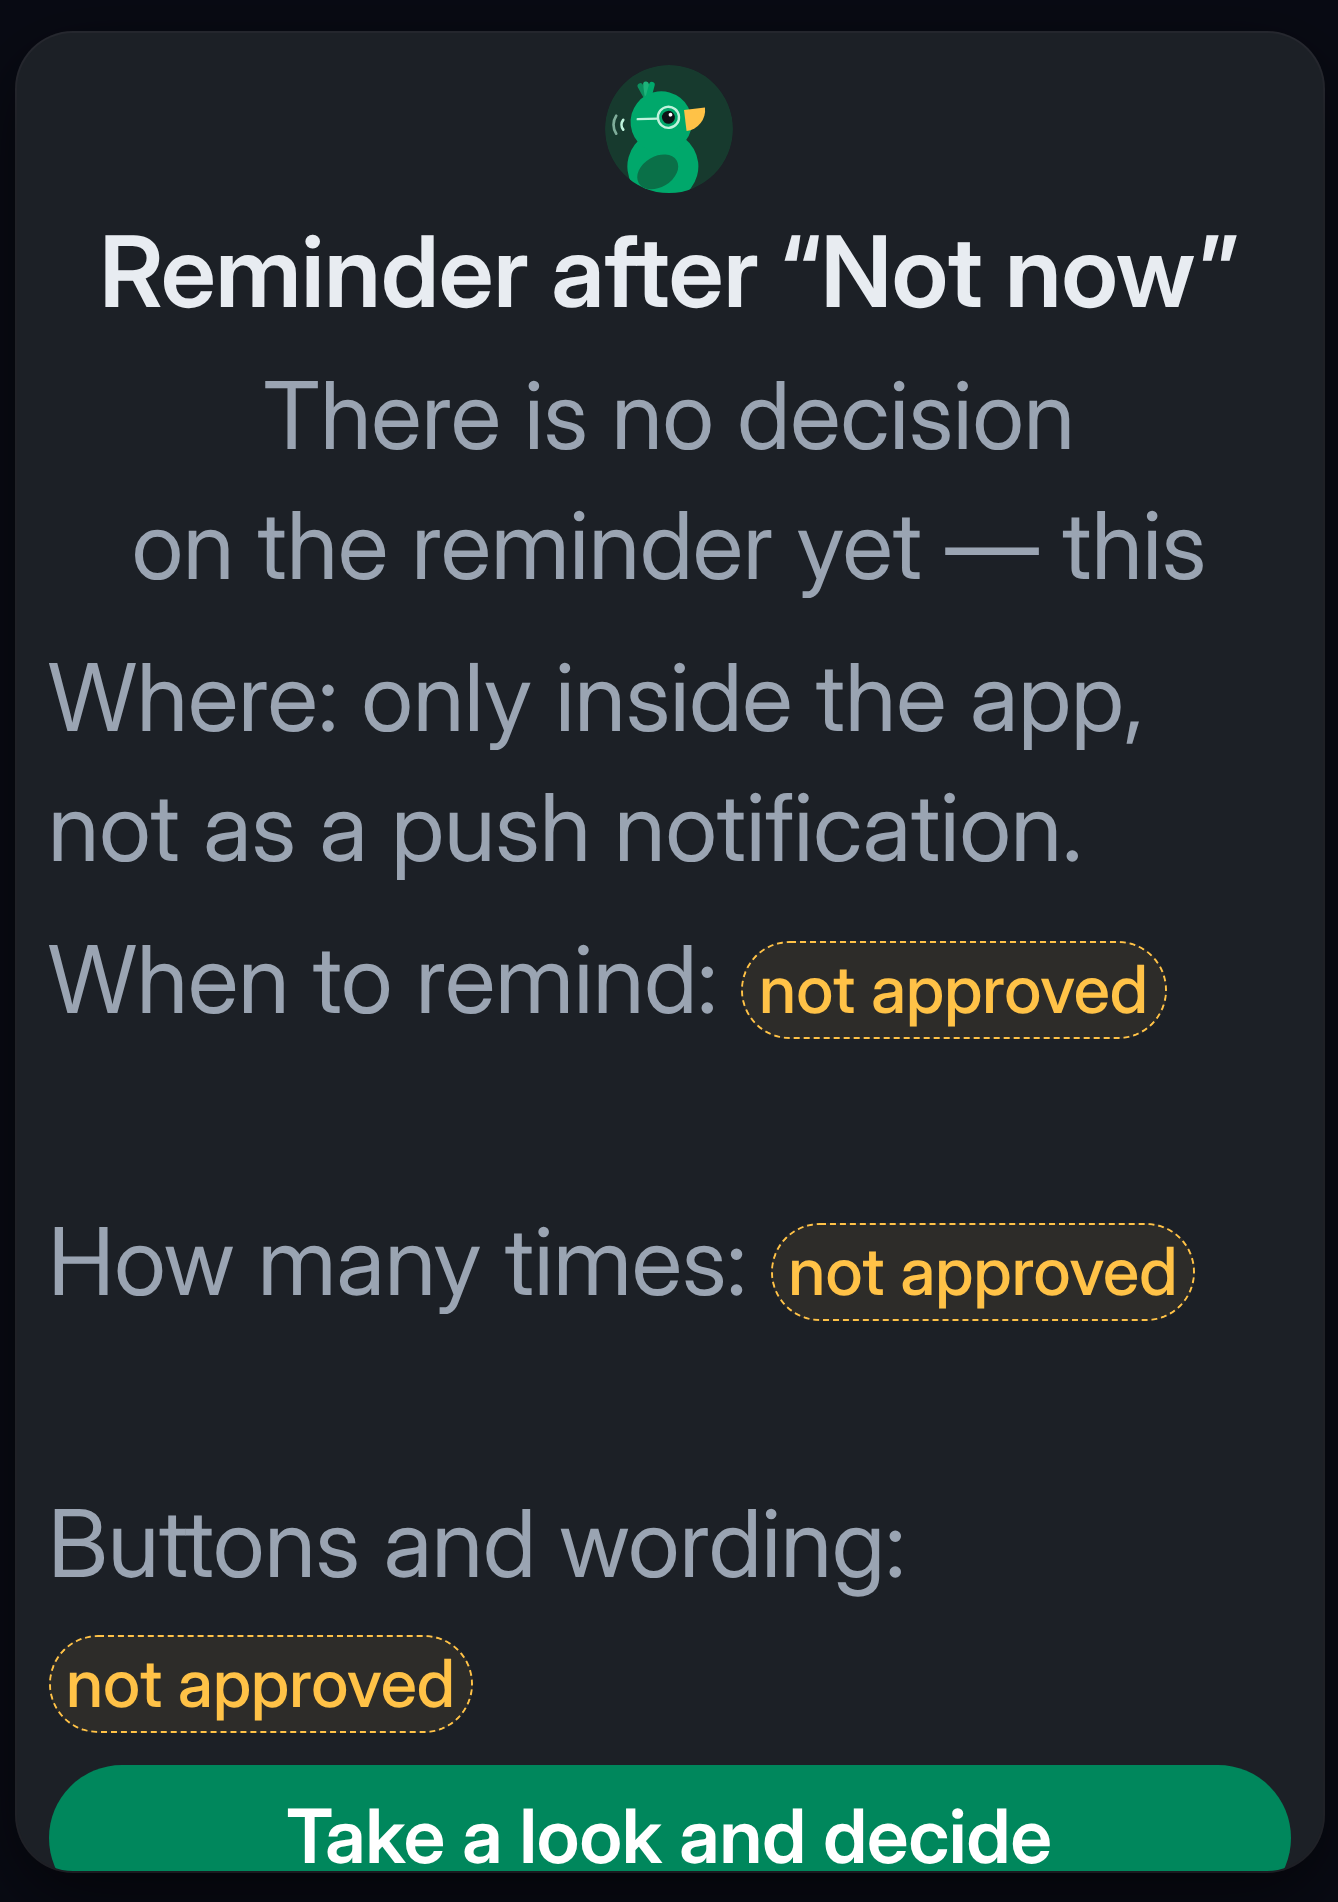 Reminder after “Not now”
There is no decision
on the reminder yet — this
Where: only inside the app,
not as a push notification.
When to remind: not approved
How many times: not approved
Buttons and wording:
not approved
Take a look and decide